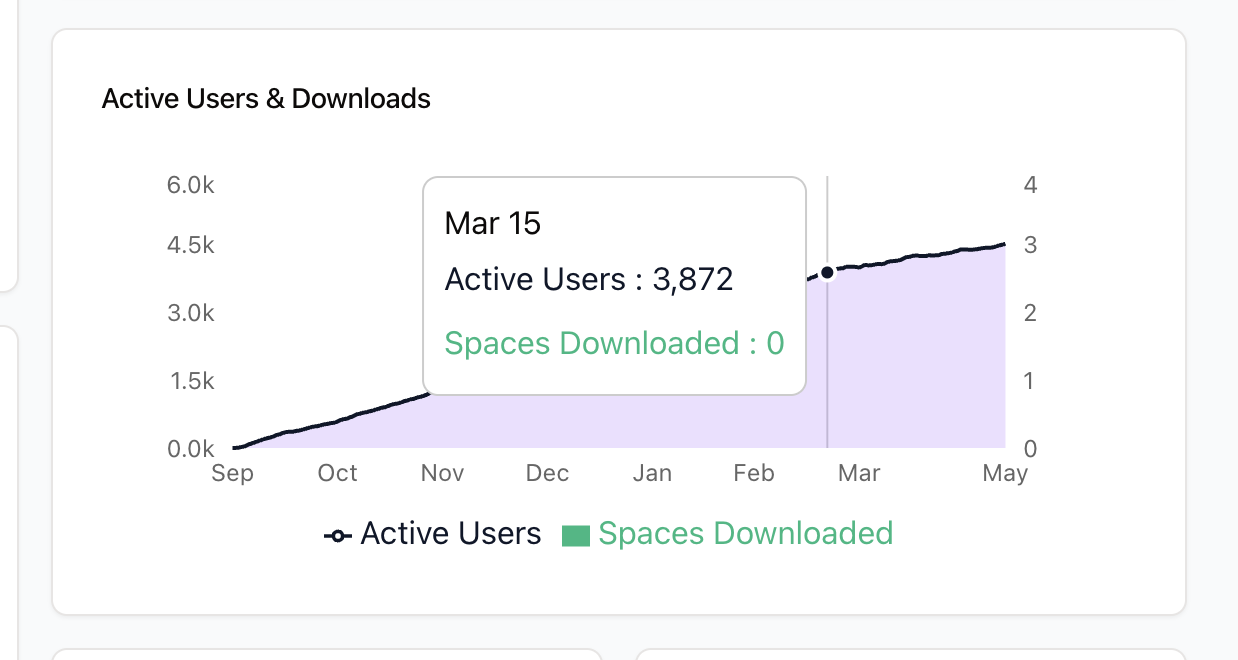 Active Users & Downloads
6.0k
4.5k
3.0k
1.5k
0.0k
Mar 15
Active Users : 3,872
Spaces Downloaded : 0
4
3
2
1
0
Sep Oct Nov Dec Jan Feb Mar May
Active Users Spaces Downloaded